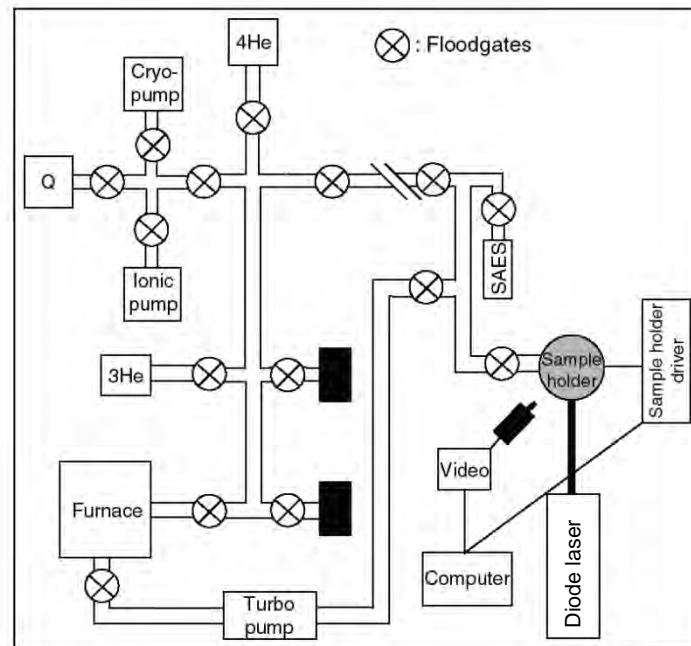 4He
: Floodgates
Cryo-
pump
Q
Ionic
pump
SAES
3He
Sample
holder
Sample holder
driver
Video
Furnace
Computer
Diode laser
Turbo
pump